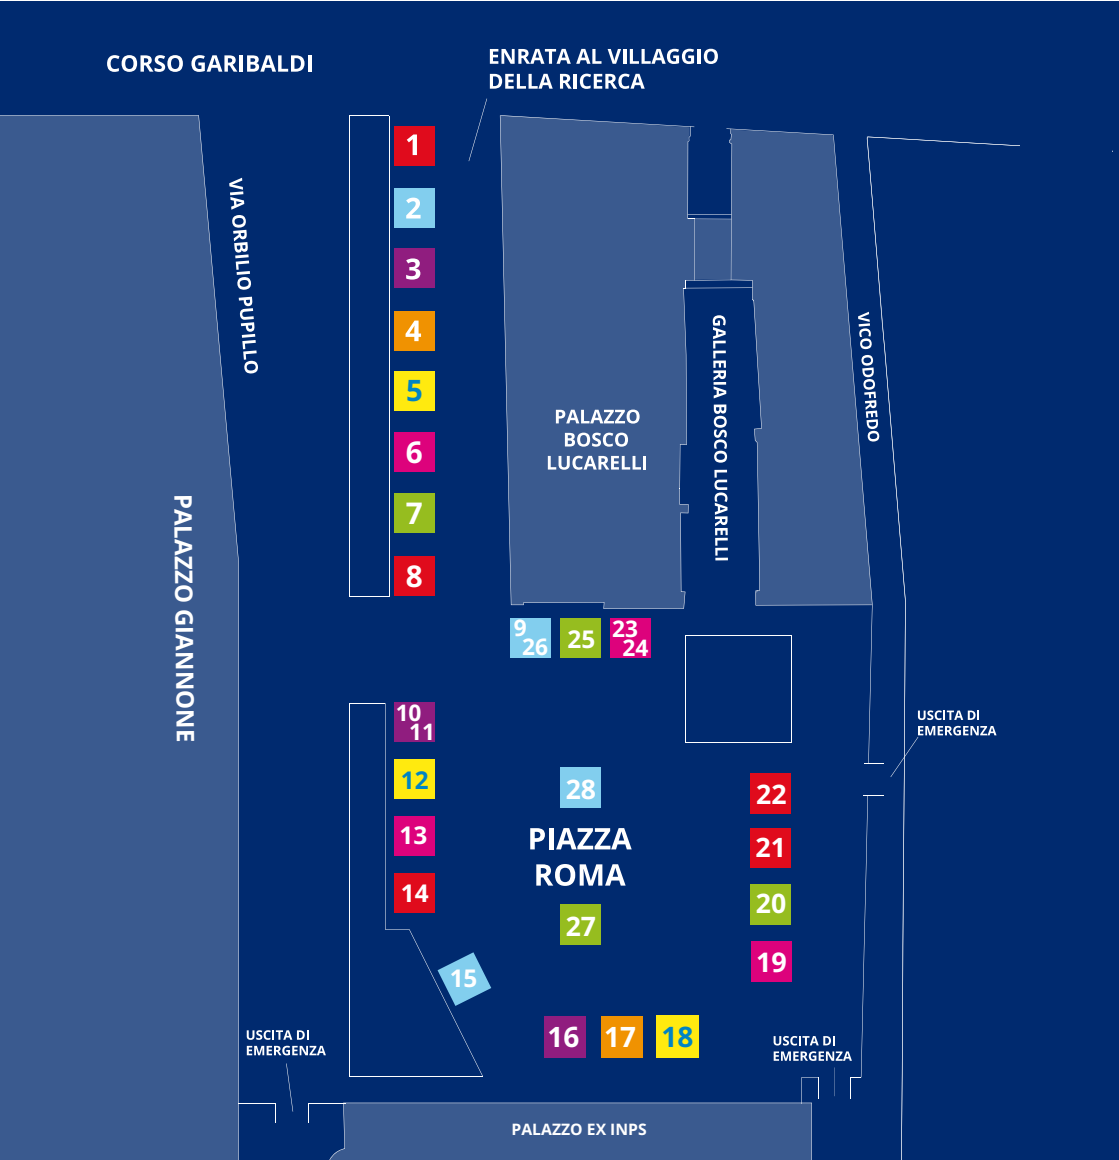 CORSO GARIBALDI
ENRATA AL VILLAGGIO
DELLA RICERCA
1
2
3
4
5
6
7
8
VIA ORBILIO PUPILLO
PALAZZO GIANNONE
PALAZZO
BOSCO
LUCARELLI
GALLERIA BOSCO LUCARELLI
VICO ODOFREDO
9
26
25
23
24
10
11
12
13
14
15
28
PIAZZA
ROMA
27
22
21
20
19
16
17
18
USCITA DI
EMERGENZA
USCITA DI
EMERGENZA
USCITA DI
EMERGENZA
PALAZZO EX INPS